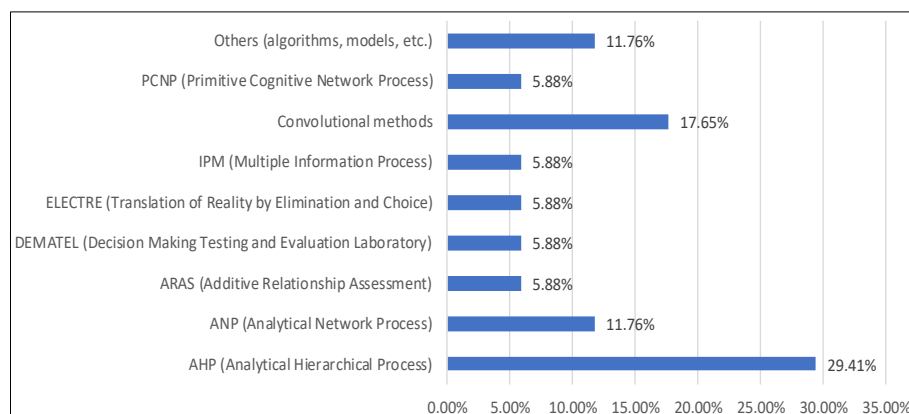 Others (algorithms, models, etc.) 11.76%
PCNP (Primitive Cognitive Network Process) 5.88%
Convolutional methods 17.65%
IPM (Multiple Information Process) 5.88%
ELECTRE (Translation of Reality by Elimination and Choice) 5.88%
DEMATEL (Decision Making Testing and Evaluation Laboratory) 5.88%
ARAS (Additive Relationship Assessment) 5.88%
ANP (Analytical Network Process) 11.76%
AHP (Analytical Hierarchical Process) 29.41%
0.00% 5.00% 10.00% 15.00% 20.00% 25.00% 30.00% 35.00%